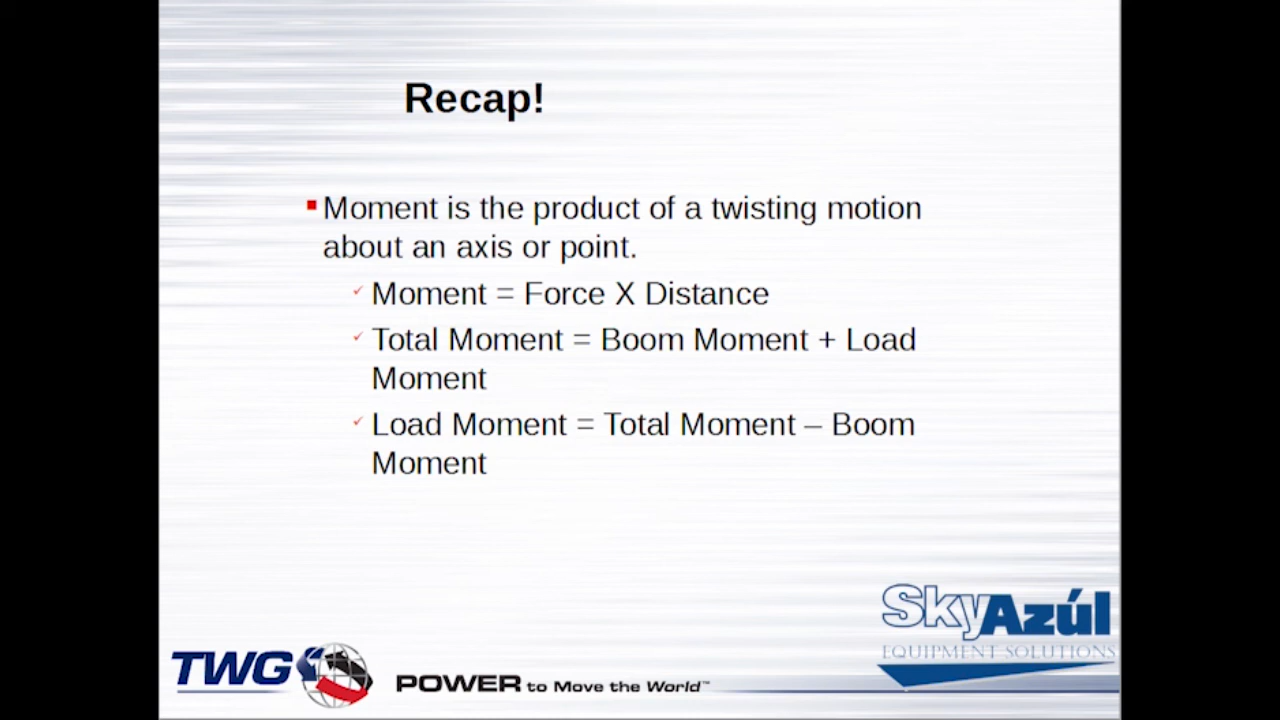 Recap!
Moment is the product of a twisting motion
about an axis or point.
Moment = Force X Distance
Total Moment = Boom Moment + Load
Moment
Load Moment = Total Moment – Boom
Moment
SkyAzúl
EQUIPMENT SOLUTIONS
TWG POWER to Move the World™